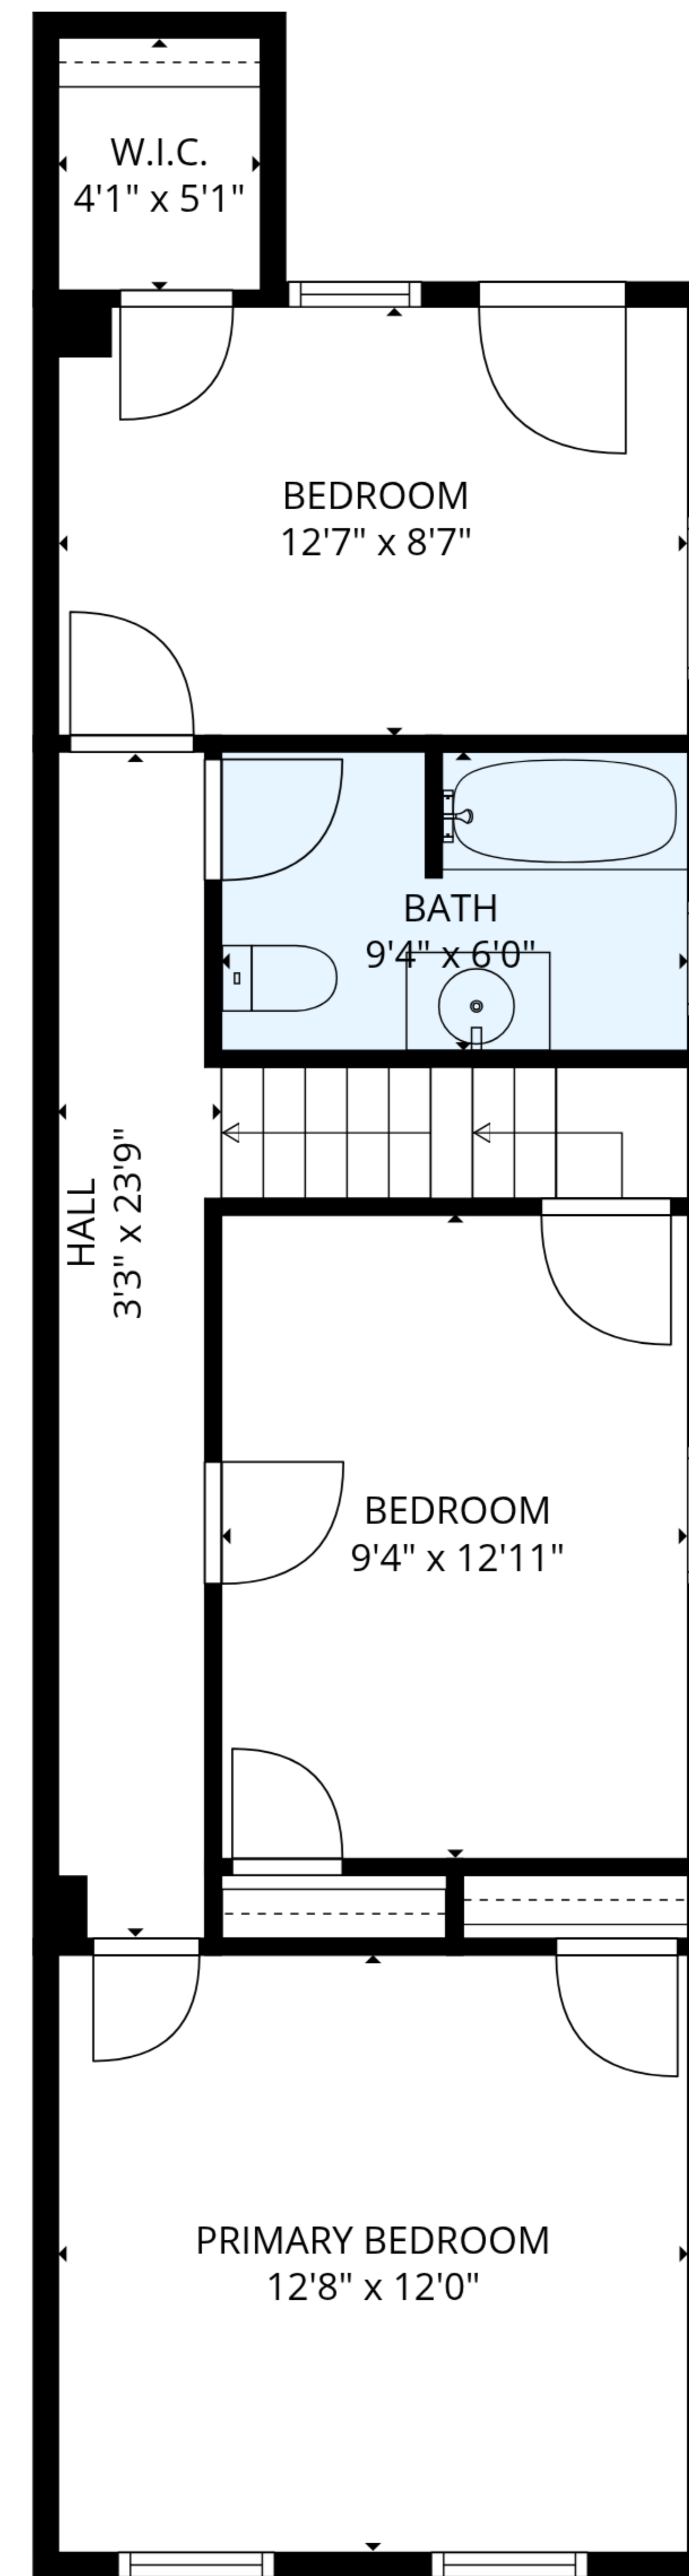 W.I.C.
4'1" x 5'1"
BEDROOM
12'7" x 8'7"
BATH
9'4" x 6'0"
HALL
3'3" x 23'9"
BEDROOM
9'4" x 12'11"
PRIMARY BEDROOM
12'8" x 12'0"